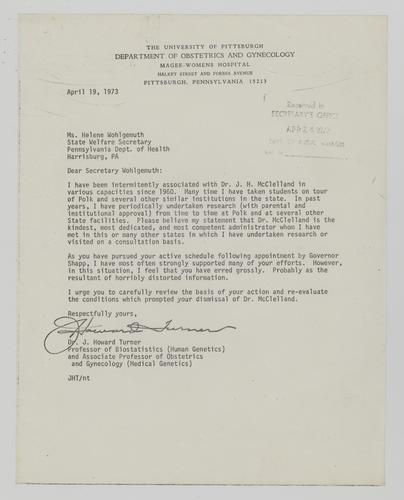 THE UNIVERSITY OF PITTSBURGH
DEPARTMENT OF OBSTETRICS AND GYNECOLOGY
MAGEE-WOMENS HOSPITAL
HALKET STREET AND FORBES AVENUE
PITTSBURGH, PENNSYLVANIA 15213
April 19, 1973
Received in
SECRETARY'S OFFICE
APR 24 1973
Ms. Helene Wohlgemuth
State Welfare Secretary
Pennsylvania Dept. of Health
Harrisburg, PA
Dear Secretary Wohlgemuth:
I have been intermitently associated with Dr. J. H. McClelland in
various capacities since 1960. Many time I have taken students on tour
of Polk and several other similar institutions in the state. In past
years, I have periodically undertaken research (with parental and
institutional approval) from time to time at Polk and at several other
State facilities. Please believe my statement that Dr. McClelland is the
kindest, most dedicated, and most competent administrator whom I have
met in this or many other states in which I have undertaken research or
visited on a consultation basis.
As you have pursued your active schedule following appointment by Governor
Shapp, I have most often strongly supported many of your efforts. However,
in this situation, I feel that you have erred grossly. Probably as the
resultant of horribly distorted information.
I urge you to carefully review the basis of your action and re-evaluate
the conditions which prompted your dismissal of Dr. McClelland.
Respectfully yours,
J Howard Turner
Dr. J. Howard Turner
Professor of Biostatistics (Human Genetics)
and Associate Professor of Obstetrics
and Gynecology (Medical Genetics)
JHT/nt